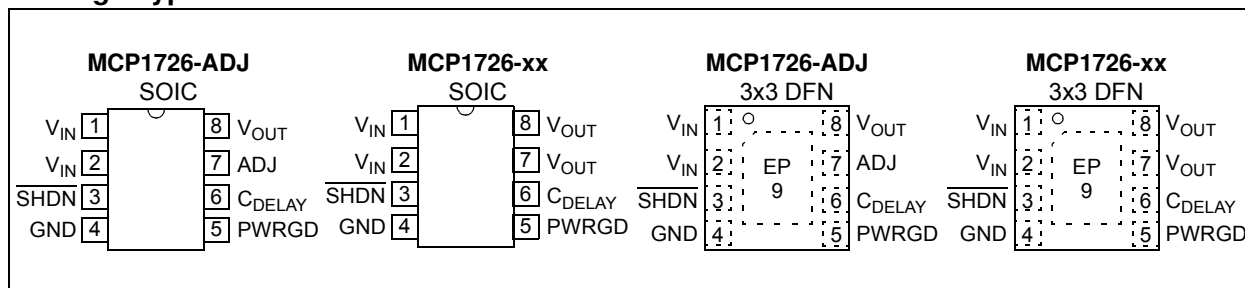 MCP1726-ADJ
SOIC
VIN 1
8 VOUT
VIN 2
7 ADJ
SHDN 3
6 CDELAY
GND 4
5 PWRGD
MCP1726-xx
SOIC
VIN 1
8 VOUT
VIN 2
7 VOUT
SHDN 3
6 CDELAY
GND 4
5 PWRGD
MCP1726-ADJ
3x3 DFN
VIN 1
8 VOUT
VIN 2
EP
7 ADJ
SHDN 3
9
6 CDELAY
GND 4
5 PWRGD
MCP1726-xx
3x3 DFN
VIN 1
8 VOUT
VIN 2
EP
7 VOUT
SHDN 3
9
6 CDELAY
GND 4
5 PWRGD